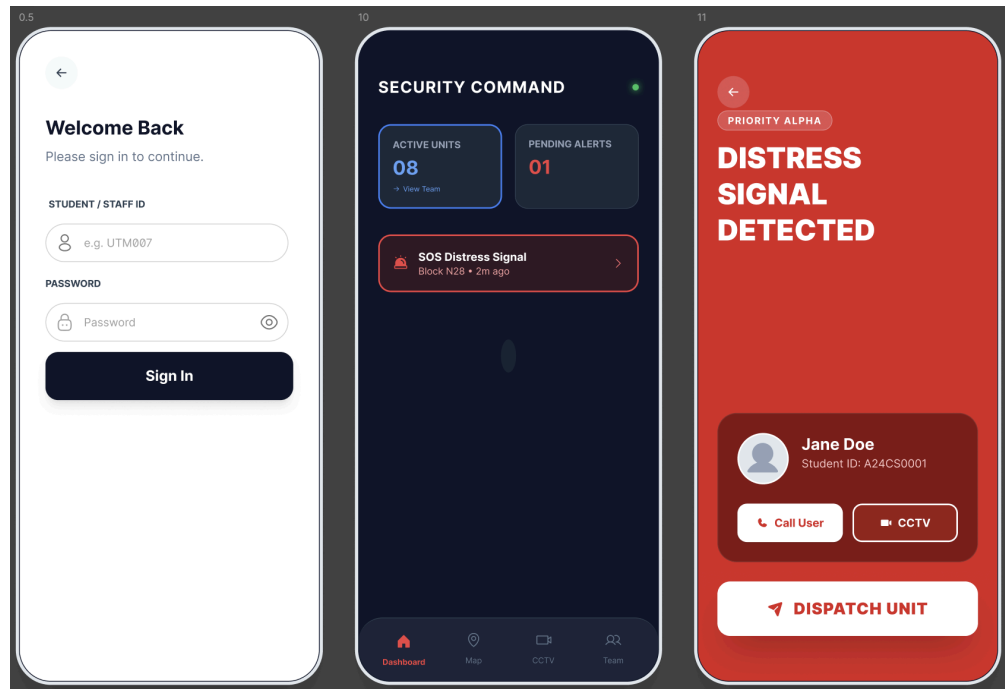 0.5
Welcome Back
Please sign in to continue.
STUDENT / STAFF ID
e.g. UTM007
PASSWORD
Password
Sign In
10
SECURITY COMMAND
ACTIVE UNITS
08
→ View Team
PENDING ALERTS
01
SOS Distress Signal
Block N28 • 2m ago
Dashboard
Map
CCTV
Team
11
PRIORITY ALPHA
DISTRESS
SIGNAL
DETECTED
Jane Doe
Student ID: A24CS0001
Call User
CCTV
DISPATCH UNIT